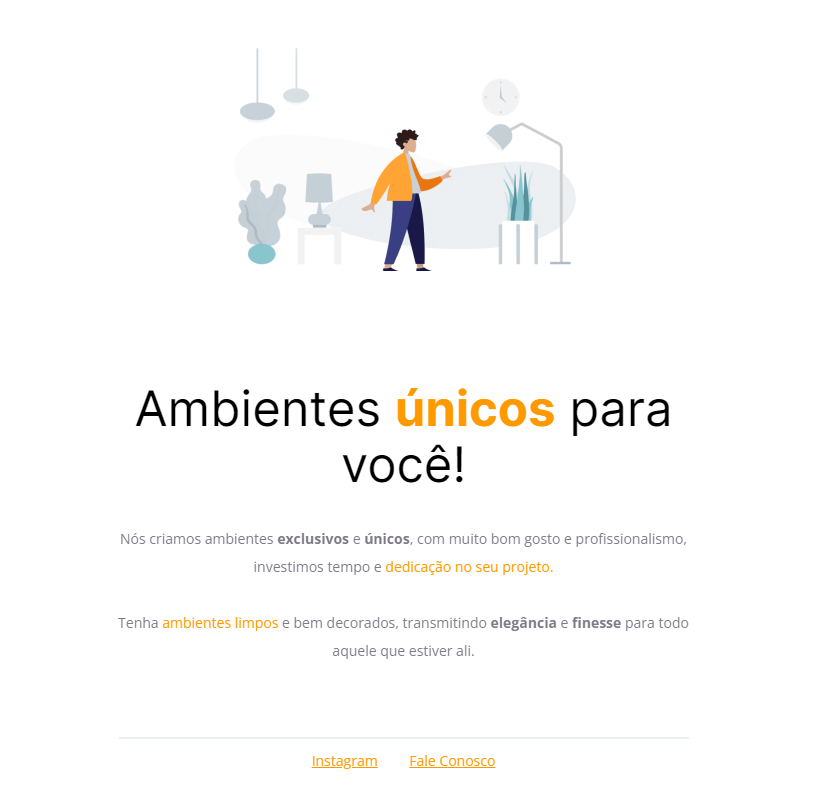 Ambientes únicos para
você!
Nós criamos ambientes exclusivos e únicos, com muito bom gosto e profissionalismo,
investimos tempo e dedicação no seu projeto.
Tenha ambientes limpos e bem decorados, transmitindo elegância e finesse para todo
aquele que estiver ali.
Instagram Fale Conosco